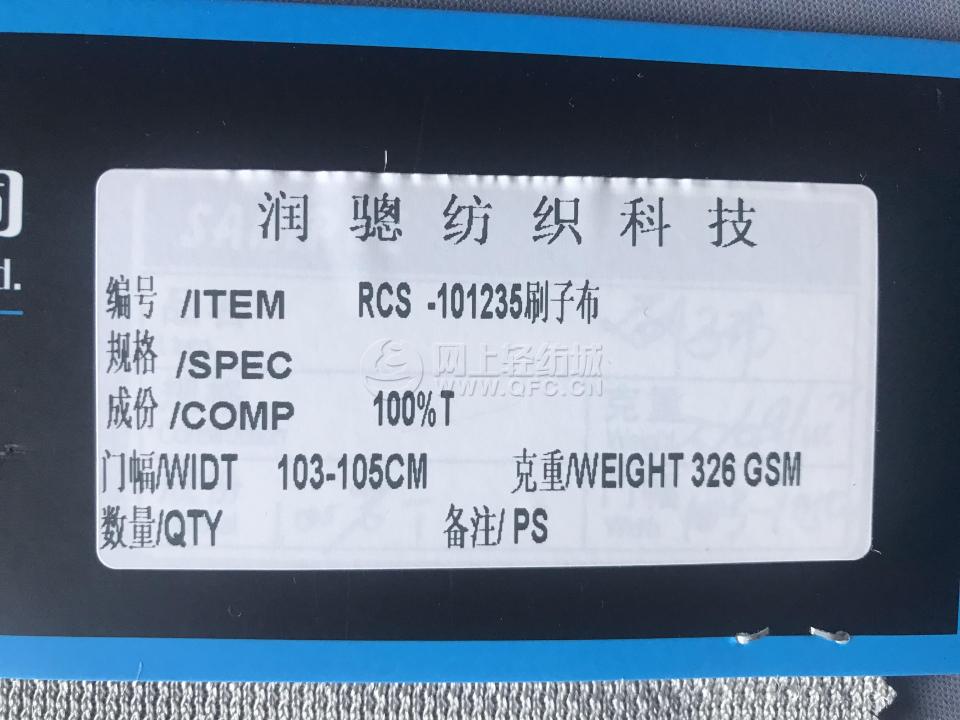 润骢纺织科技
d.
编号/ITEM RCS -101235刷子布
规格/SPEC
网上轻纺城
WWW.QFC.CN
成份/COMP 100%T
门幅/WIDT 103-105CM 克重/WEIGHT 326 GSM
数量/QTY 备注/ PS